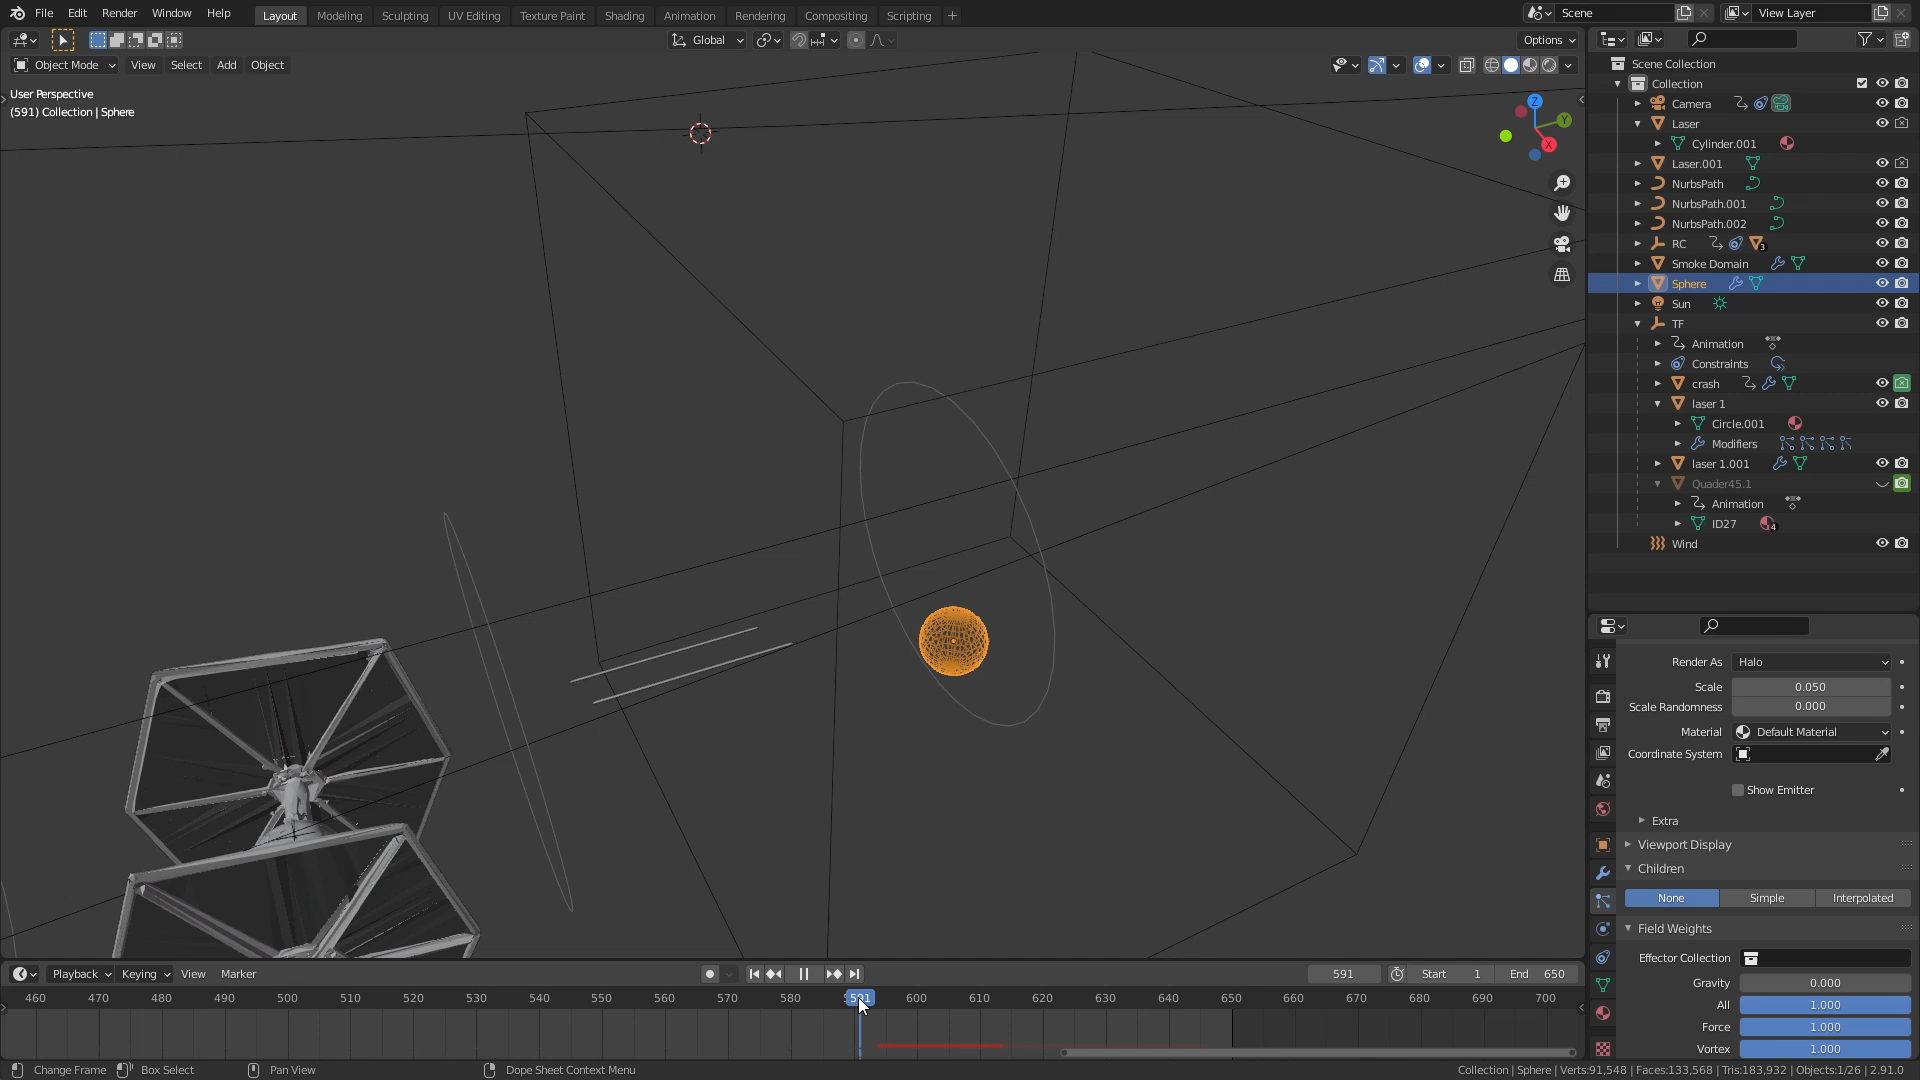 File Edit Render Window Help Layout Modeling Sculpting UV Editing Texture Paint Shading Animation Rendering Compositing Scripting + Scene View Layer
Global Options
Object Mode View Select Add Object
User Perspective
(591) Collection | Sphere
Z
Y
X
Scene Collection
Collection
Camera
Laser
Cylinder.001
Laser.001
NurbsPath
NurbsPath.001
NurbsPath.002
RC 3
Smoke Domain
Sphere
Sun
TF
Animation
Constraints
crash
laser 1
Circle.001
Modifiers
laser 1.001
Quader45.1
Animation
ID27 4
Wind
Render As Halo
Scale 0.050
Scale Randomness 0.000
Material Default Material
Coordinate System
Show Emitter
Extra
Viewport Display
Children
None Simple Interpolated
Field Weights
Effector Collection
Gravity 0.000
All 1.000
Force 1.000
Vortex 1.000
Playback Keying View Marker 591 Start 1 End 650
460 470 480 490 500 510 520 530 540 550 560 570 580 591 600 610 620 630 640 650 660 670 680 690 700
Change Frame Box Select Pan View Dope Sheet Context Menu Collection | Sphere | Verts:91,548 | Faces:133,568 | Tris:183,932 | Objects:1/26 | 2.91.0